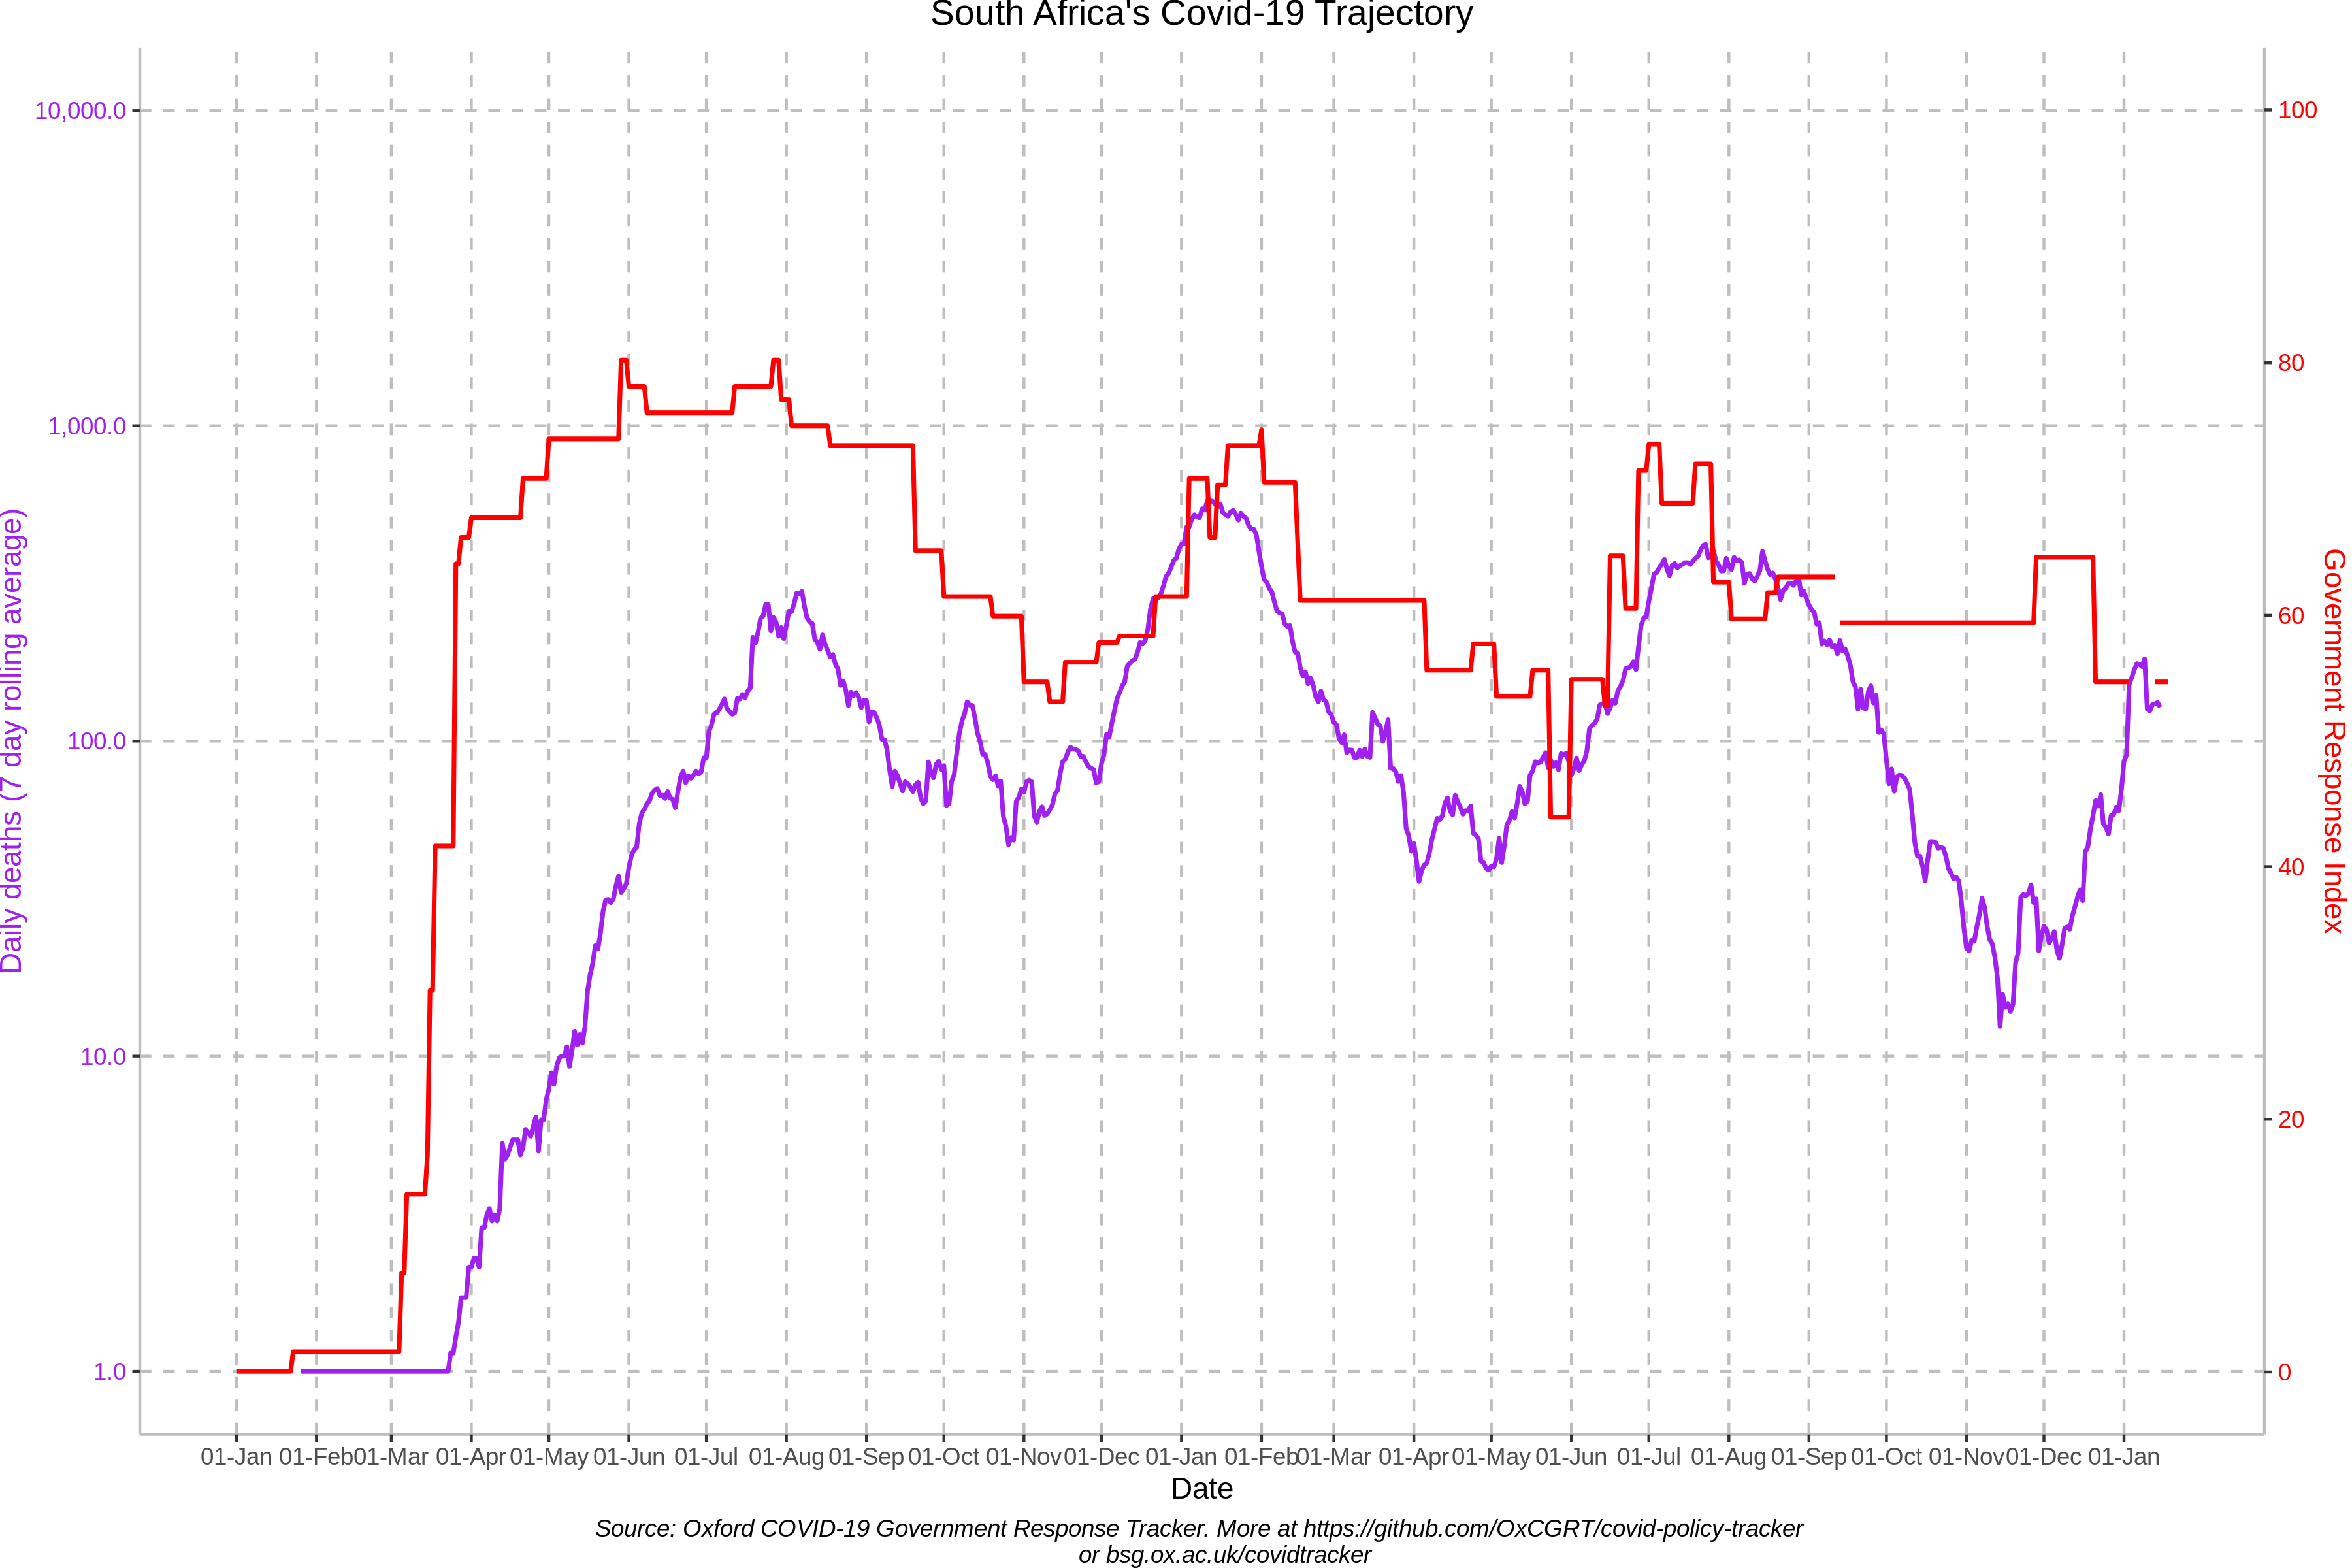 South Africa's Covid-19 Trajectory
10,000.0
1,000.0
100.0
10.0
1.0
Daily deaths (7 day rolling average)
100
80
60
40
20
0
Government Response Index
01-Jan 01-Feb 01-Mar 01-Apr 01-May 01-Jun 01-Jul 01-Aug 01-Sep 01-Oct 01-Nov 01-Dec 01-Jan 01-Feb 01-Mar 01-Apr 01-May 01-Jun 01-Jul 01-Aug 01-Sep 01-Oct 01-Nov 01-Dec 01-Jan
Date
Source: Oxford COVID-19 Government Response Tracker. More at https://github.com/OxCGRT/covid-policy-tracker
or bsg.ox.ac.uk/covidtracker